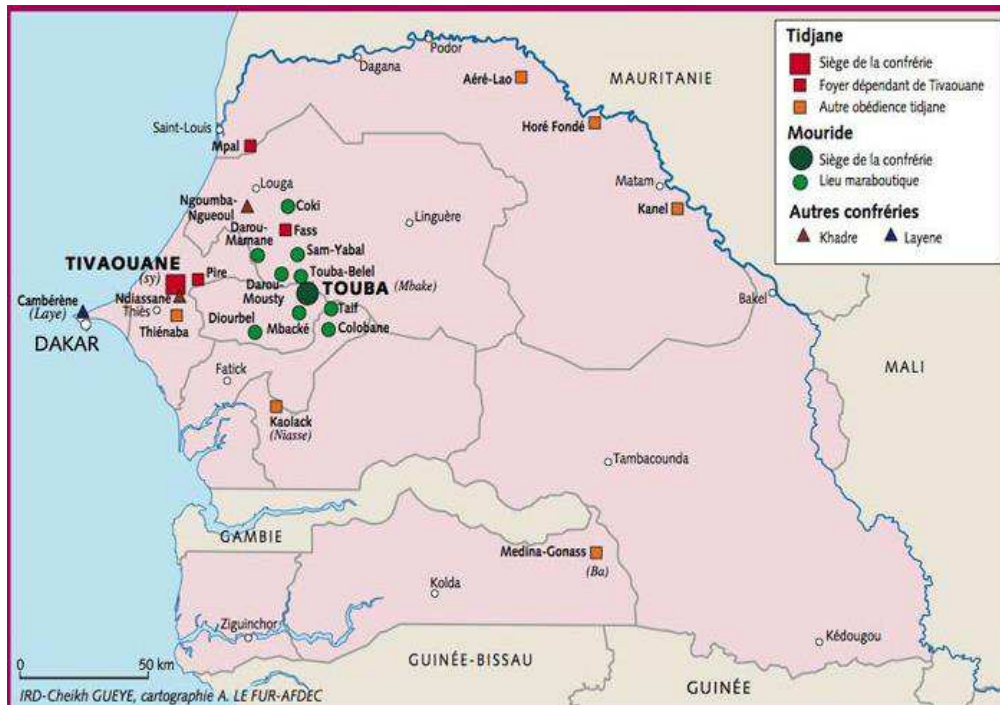 Tidjane
Siège de la confrérie
Foyer dépendant de Tivaouane
Autre obédience tidjane
Mouride
Siège de la confrérie
Lieu maraboutique
Autres confréries
Khadre
Layene
Podor
Dagana
Aéré-Lao
MAURITANIE
Horé Fondé
Saint-Louis
Mpal
Matam
Louga
Ngoumba-
Ngueoul
Coki
Kanel
Linguère
Fass
Darou-
Mamane
Sam-Yabal
TIVAOUANE
(sy)
Pire
Touba-Belel
TOUBA
(Mbake)
Darou-
Mousty
Bakel
Cambérène
(Laye)
Ndiassane
Thiès
Taïf
Thiénaba
Diourbel
Mbacké
Colobane
DAKAR
MALI
Fatick
Kaolack
(Niasse)
Tambacounda
GAMBIE
Medina-Gonass
(Ba)
Kolda
Ziguinchor
Kédougou
GUINÉE-BISSAU
GUINÉE
0
50 km
IRD-Cheikh GUEYE, cartographie A. LE FUR-AFDEC